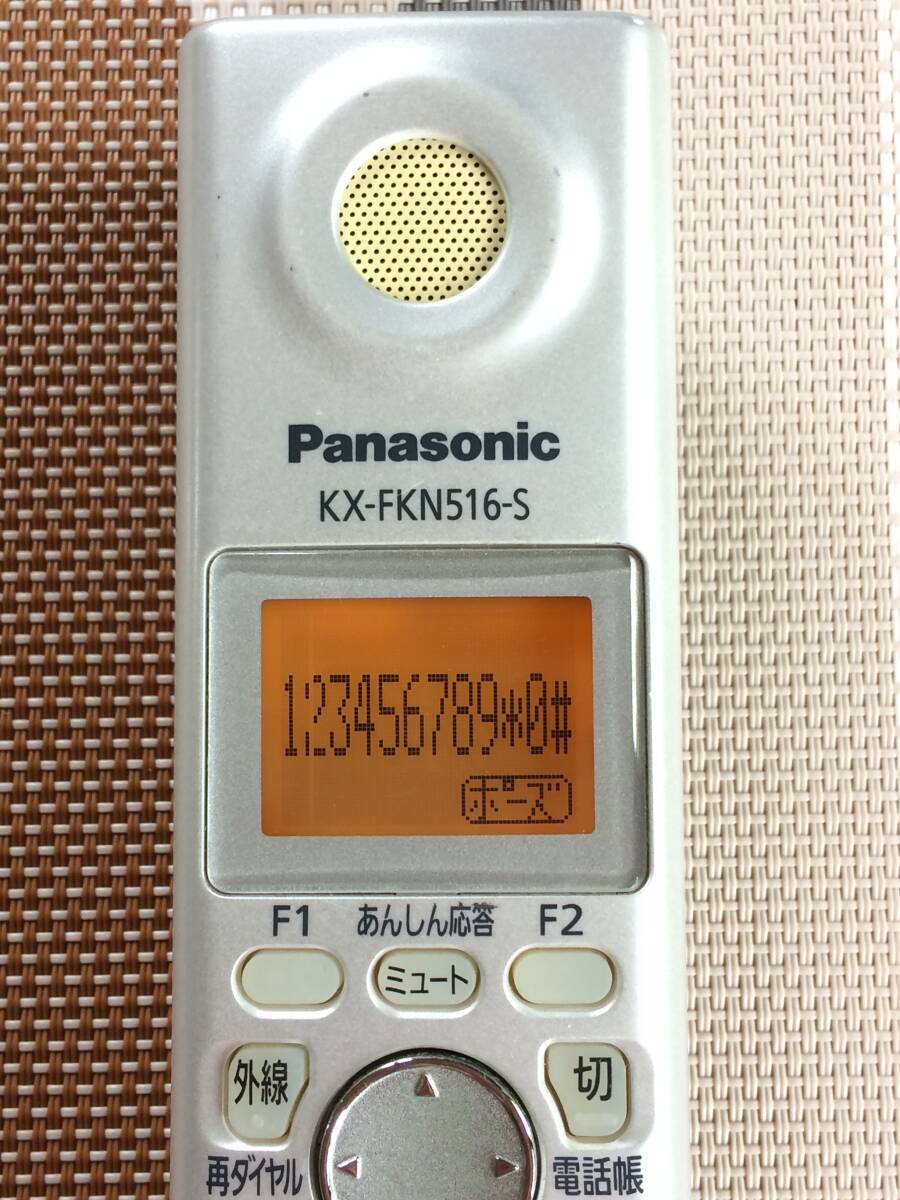 Panasonic
KX-FKN516-S
123456789*0#
ポーズ
F1 あんしん応答 F2
ミュート
外線 切
再ダイヤル 電話帳